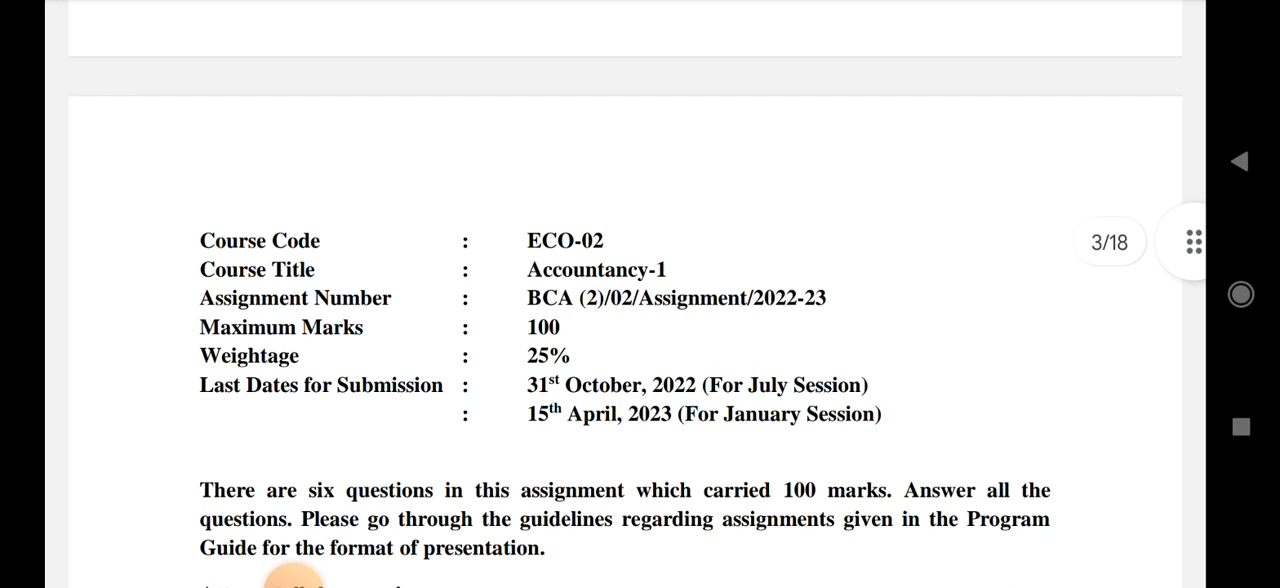 Course Code : ECO-02
Course Title : Accountancy-1
3/18
Assignment Number : BCA (2)/02/Assignment/2022-23
Maximum Marks : 100
Weightage : 25%
Last Dates for Submission : 31st October, 2022 (For July Session)
: 15th April, 2023 (For January Session)
There are six questions in this assignment which carried 100 marks. Answer all the
questions. Please go through the guidelines regarding assignments given in the Program
Guide for the format of presentation.